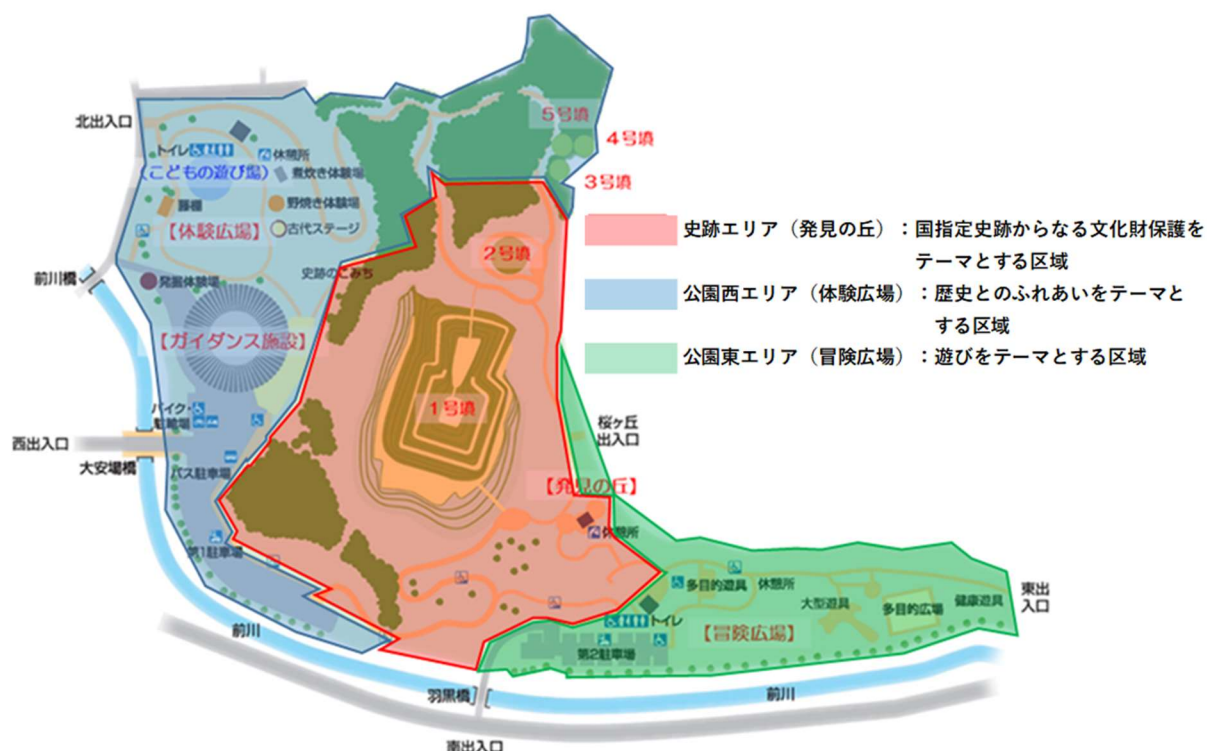 5号墳
4号墳
3号墳
北出入口
トイレ
休憩所
(こどもの遊び場)
煮炊き体験場
藤棚
野焼き体験場
【体験広場】
古代ステージ
2号墳
史跡のこみち
前川橋
発掘体験場
【ガイダンス施設】
1号墳
バイク・
駐輪場
西出入口
大安場橋
バス駐車場
桜ヶ丘
出入口
【発見の丘】
休憩所
第1駐車場
前川
多目的遊具
休憩所
大型遊具
多目的広場
健康遊具
東出
入口
トイレ
【冒険広場】
第2駐車場
羽黒橋
前川
南出入口
史跡エリア（発見の丘）：国指定史跡からなる文化財保護を
テーマとする区域
公園西エリア（体験広場）：歴史とのふれあいをテーマと
する区域
公園東エリア（冒険広場）：遊びをテーマとする区域